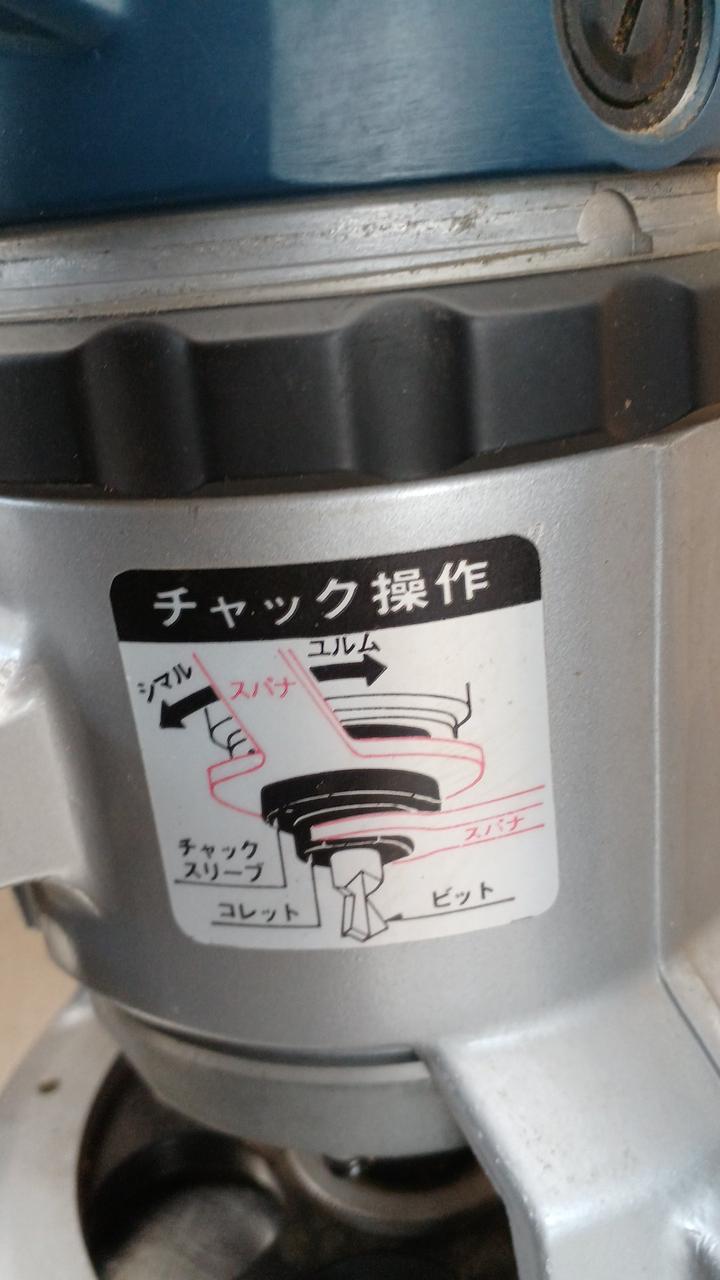 チャック操作
ユルム
シマル
スパナ
スパナ
チャック
スリーブ
コレット
ビット